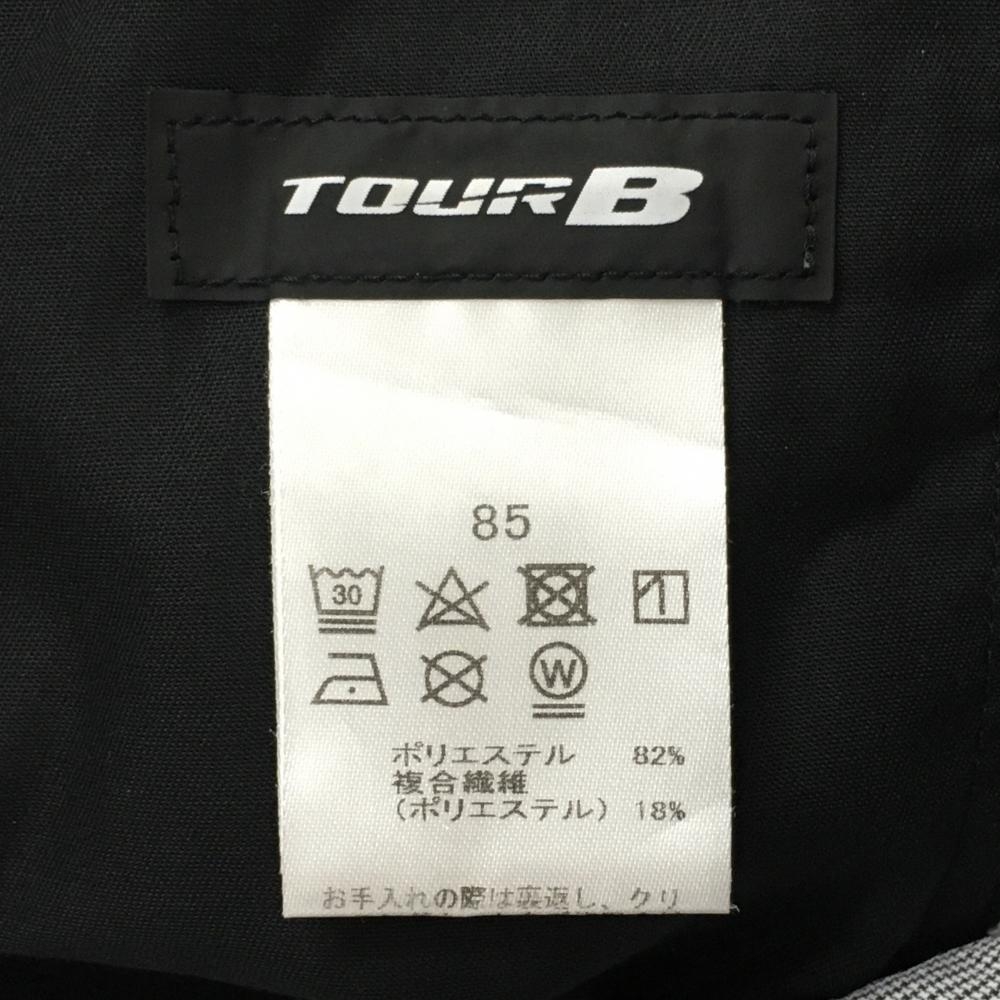 TOUR B
85
30
W
ポリエステル 82%
複合繊維
(ポリエステル) 18%
お手入れの際は裏返し、クリ